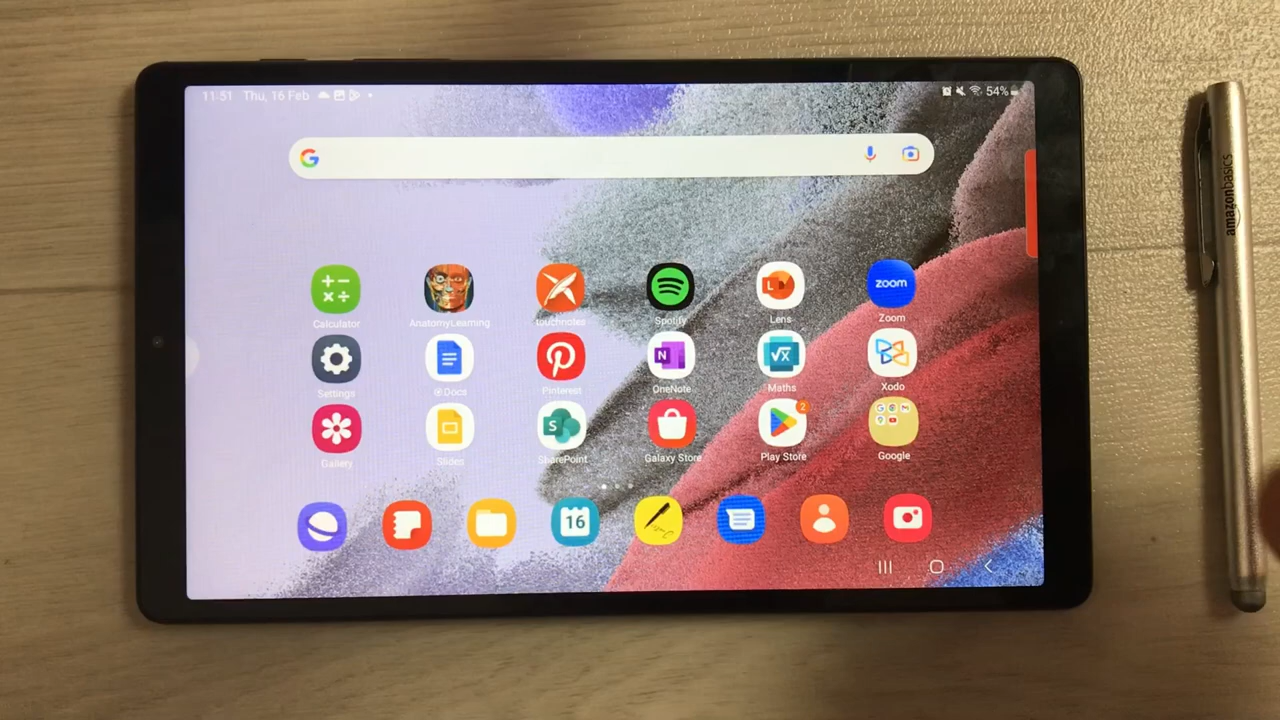 11:51 Thu, 16 Feb
54%
G
Calculator
AnatomyLearning
touchnotes
Spotify
Lens
zoom
Zoom
Settings
Docs
Pinterest
N
OneNote
√x
Maths
Xodo
Gallery
Slides
S
SharePoint
Galaxy Store
2
Play Store
Google
16
amazonbasics